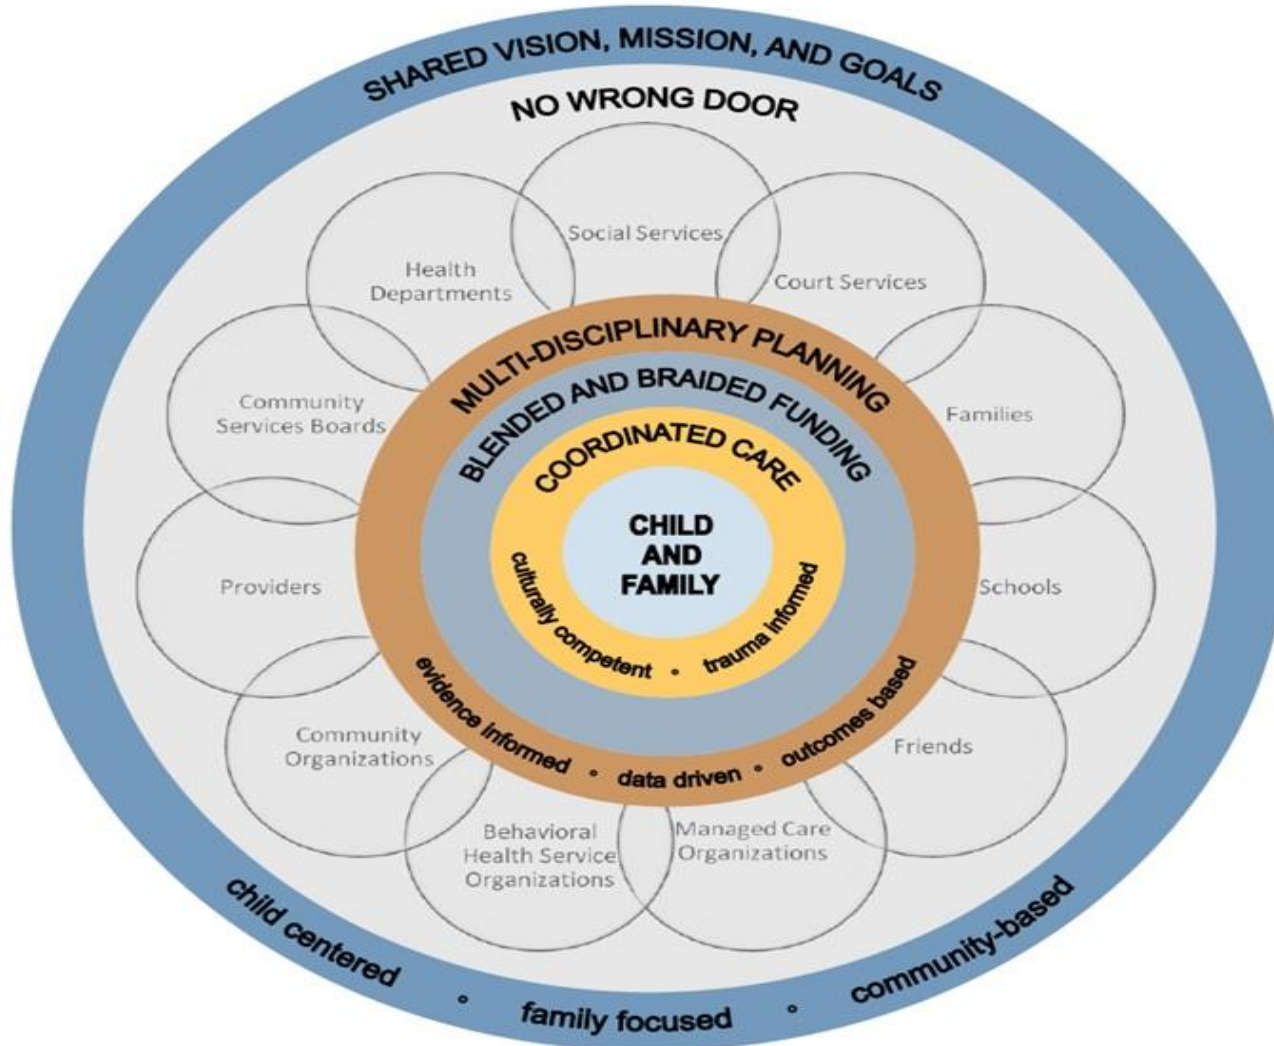 SHARED VISION, MISSION, AND GOALS
NO WRONG DOOR
Social Services
Health
Departments
Court Services
Community
Services Boards
Families
Providers
Schools
Community
Organizations
Friends
Behavioral
Health Service
Organizations
Managed Care
Organizations
MULTI-DISCIPLINARY PLANNING
BLENDED AND BRAIDED FUNDING
COORDINATED CARE
CHILD
AND
FAMILY
culturally competent ∘ trauma informed
evidence informed ∘ data driven ∘ outcomes based
child centered ∘ family focused ∘ community-based